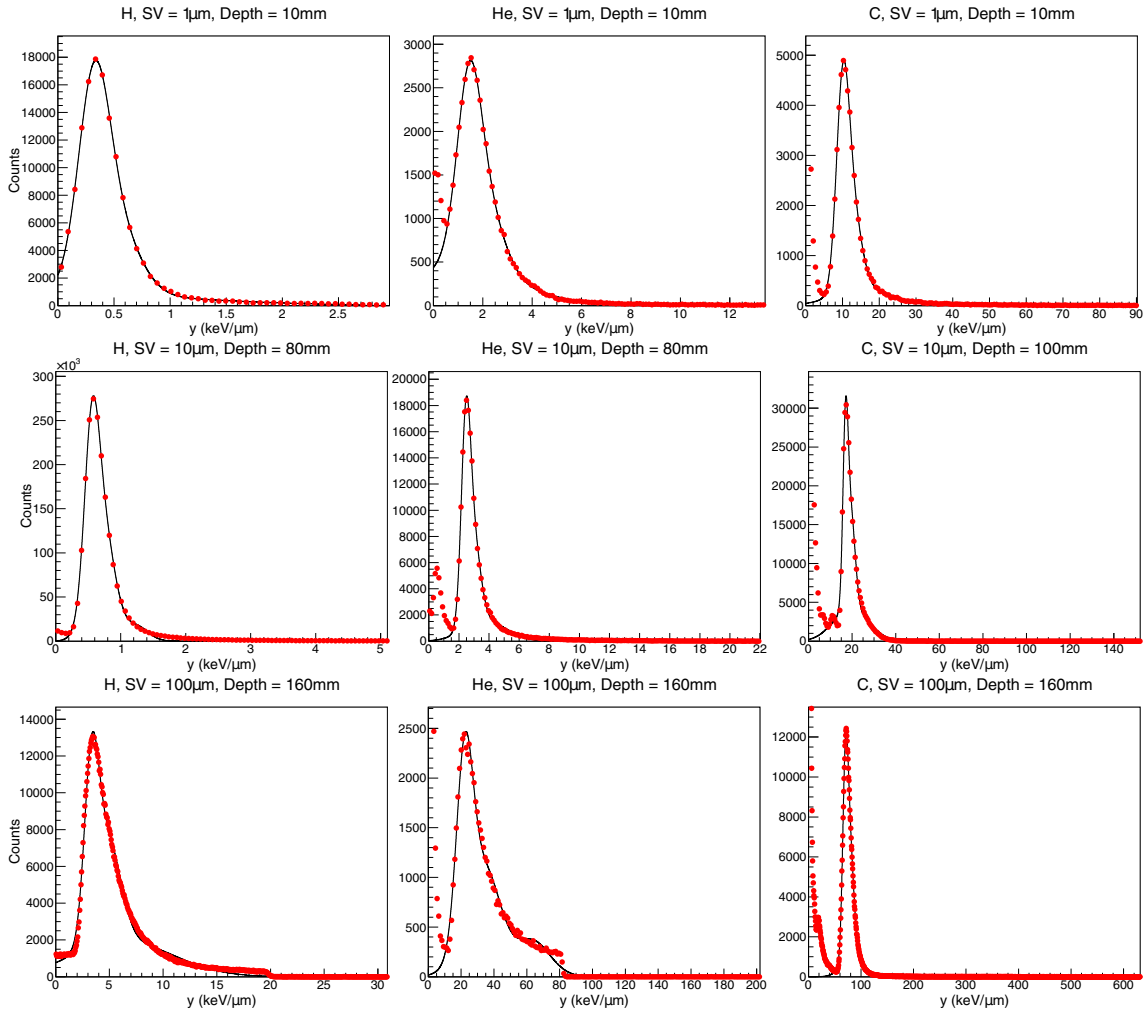 H, SV = 1μm, Depth = 10mm
He, SV = 1μm, Depth = 10mm
C, SV = 1μm, Depth = 10mm
Counts
18000
16000
14000
12000
10000
8000
6000
4000
2000
0
0 0.5 1 1.5 2 2.5
y (keV/μm)
3000
2500
2000
1500
1000
500
0
0 2 4 6 8 10 12
y (keV/μm)
5000
4000
3000
2000
1000
0
0 10 20 30 40 50 60 70 80 90
y (keV/μm)
H, SV = 10μm, Depth = 80mm
He, SV = 10μm, Depth = 80mm
C, SV = 10μm, Depth = 100mm
×10³
Counts
300
250
200
150
100
50
0
0 1 2 3 4 5
y (keV/μm)
20000
18000
16000
14000
12000
10000
8000
6000
4000
2000
0
0 2 4 6 8 10 12 14 16 18 20 22
y (keV/μm)
30000
25000
20000
15000
10000
5000
0
0 20 40 60 80 100 120 140
y (keV/μm)
H, SV = 100μm, Depth = 160mm
He, SV = 100μm, Depth = 160mm
C, SV = 100μm, Depth = 160mm
Counts
14000
12000
10000
8000
6000
4000
2000
0
0 5 10 15 20 25 30
y (keV/μm)
2500
2000
1500
1000
500
0
0 20 40 60 80 100 120 140 160 180 200
y (keV/μm)
12000
10000
8000
6000
4000
2000
0
0 100 200 300 400 500 600
y (keV/μm)